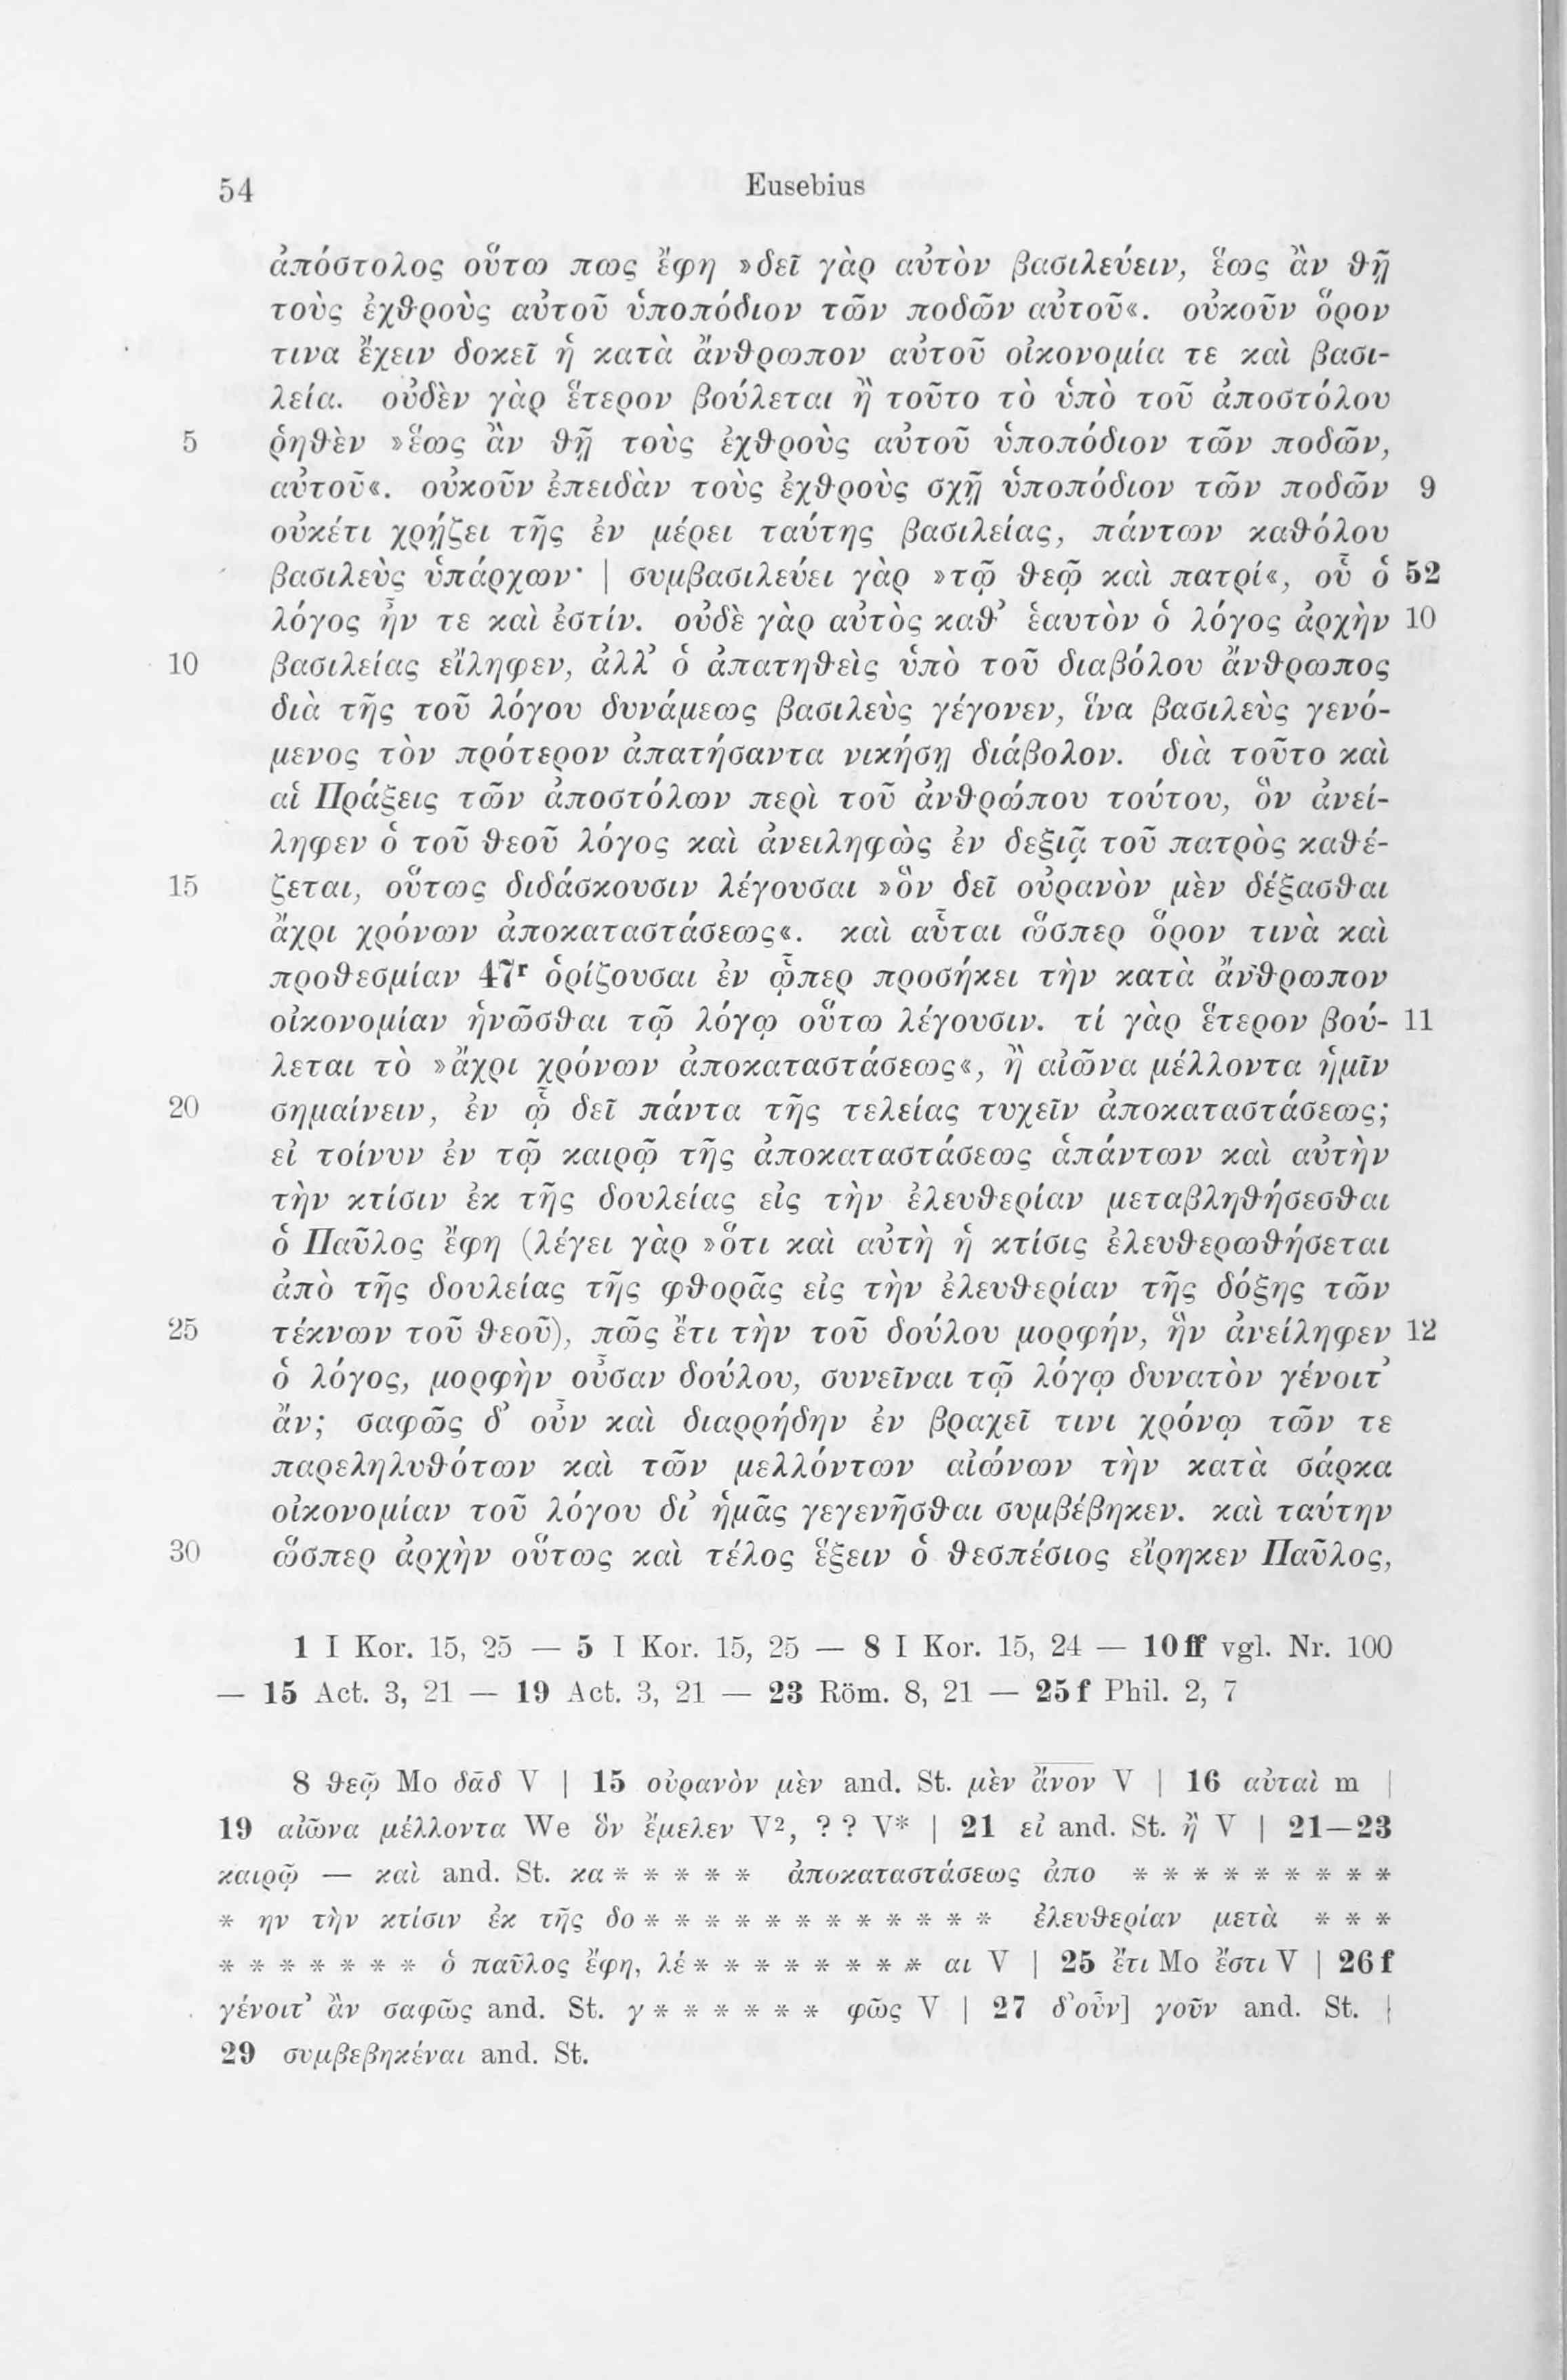 54 Eusebius
ἀπόστολος οὕτω πως ἔφη »δεῖ γὰρ αὐτὸν βασιλεύειν, ἕως ἂν θῇ
τοὺς ἐχθροὺς αὐτοῦ ὑποπόδιον τῶν ποδῶν αὐτοῦ«. οὐκοῦν ὅρον
τινα ἔχειν δοκεῖ ἡ κατὰ ἄνθρωπον αὐτοῦ οἰκονομία τε καὶ βασι-
λεία. οὐδὲν γὰρ ἕτερον βούλεται ἢ τοῦτο τὸ ὑπὸ τοῦ ἀποστόλου
5 ῥηθὲν »ἕως ἂν θῇ τοὺς ἐχθροὺς αὐτοῦ ὑποπόδιον τῶν ποδῶν,
αὐτοῦ«. οὐκοῦν ἐπειδὰν τοὺς ἐχθροὺς σχῇ ὑποπόδιον τῶν ποδῶν 9
οὐκέτι χρῄζει τῆς ἐν μέρει ταύτης βασιλείας, πάντων καθόλου
βασιλεὺς ὑπάρχων· | συμβασιλεύει γὰρ »τῷ θεῷ καὶ πατρί«, οὗ ὁ 52
λόγος ἦν τε καὶ ἐστίν. οὐδὲ γὰρ αὐτὸς καθ’ ἑαυτὸν ὁ λόγος ἀρχὴν 10
10 βασιλείας εἴληφεν, ἀλλ’ ὁ ἀπατηθεὶς ὑπὸ τοῦ διαβόλου ἄνθρωπος
διὰ τῆς τοῦ λόγου δυνάμεως βασιλεὺς γέγονεν, ἵνα βασιλεὺς γενό-
μενος τὸν πρότερον ἀπατήσαντα νικήσῃ διάβολον. διὰ τοῦτο καὶ
αἱ Πράξεις τῶν ἀποστόλων περὶ τοῦ ἀνθρώπου τούτου, ὃν ἀνεί-
ληφεν ὁ τοῦ θεοῦ λόγος καὶ ἀνειληφὼς ἐν δεξιᾷ τοῦ πατρὸς καθέ-
15 ζεται, οὕτως διδάσκουσιν λέγουσαι »ὃν δεῖ οὐρανὸν μὲν δέξασθαι
ἄχρι χρόνων ἀποκαταστάσεως«. καὶ αὗται ὥσπερ ὅρον τινὰ καὶ
προθεσμίαν 47r ὁρίζουσαι ἐν ᾧπερ προσήκει τὴν κατὰ ἄνθρωπον
οἰκονομίαν ἡνῶσθαι τῷ λόγῳ οὕτω λέγουσιν. τί γὰρ ἕτερον βού- 11
λεται τὸ »ἄχρι χρόνων ἀποκαταστάσεως«, ἢ αἰῶνα μέλλοντα ἡμῖν
20 σημαίνειν, ἐν ᾧ δεῖ πάντα τῆς τελείας τυχεῖν ἀποκαταστάσεως;
εἰ τοίνυν ἐν τῷ καιρῷ τῆς ἀποκαταστάσεως ἁπάντων καὶ αὐτὴν
τὴν κτίσιν ἐκ τῆς δουλείας εἰς τὴν ἐλευθερίαν μεταβληθήσεσθαι
ὁ Παῦλος ἔφη (λέγει γὰρ »ὅτι καὶ αὐτὴ ἡ κτίσις ἐλευθερωθήσεται
ἀπὸ τῆς δουλείας τῆς φθορᾶς εἰς τὴν ἐλευθερίαν τῆς δόξης τῶν
25 τέκνων τοῦ θεοῦ), πῶς ἔτι τὴν τοῦ δούλου μορφήν, ἣν ἀνείληφεν 12
ὁ λόγος, μορφὴν οὖσαν δούλου, συνεῖναι τῷ λόγῳ δυνατὸν γένοιτ’
ἄν; σαφῶς δ’ οὖν καὶ διαρρήδην ἐν βραχεῖ τινι χρόνῳ τῶν τε
παρεληλυθότων καὶ τῶν μελλόντων αἰώνων τὴν κατὰ σάρκα
οἰκονομίαν τοῦ λόγου δι’ ἡμᾶς γεγενῆσθαι συμβέβηκεν. καὶ ταύτην
30 ὥσπερ ἀρχὴν οὕτως καὶ τέλος ἕξειν ὁ θεσπέσιος εἴρηκεν Παῦλος,
1 I Kor. 15, 25 — 5 I Kor. 15, 25 — 8 I Kor. 15, 24 — 10ff vgl. Nr. 100
— 15 Act. 3, 21 — 19 Act. 3, 21 — 23 Röm. 8, 21 — 25f Phil. 2, 7
8 θεῷ Mo δᾱδ V | 15 οὐρανὸν μὲν and. St. μὲν ἄνον V | 16 αὐταὶ m |
19 αἰῶνα μέλλοντα We ὃν ἔμελεν V², ? ? V* | 21 εἰ and. St. ἢ V | 21—23
καιρῷ — καὶ and. St. κα * * * * * ἀποκαταστάσεως ἀπο * * * * * * * * *
* ην τὴν κτίσιν ἐκ τῆς δο * * * * * * * * * * * * ἐλευθερίαν μετὰ * * *
* * * * * * * ὁ παῦλος ἔφη, λέ * * * * * * * * αι V | 25 ἔτι Mo ἔστι V | 26f
γένοιτ’ ἂν σαφῶς and. St. γ * * * * * * φῶς V | 27 δ’οὖν] γοῦν and. St. |
29 συμβεβηκέναι and. St.